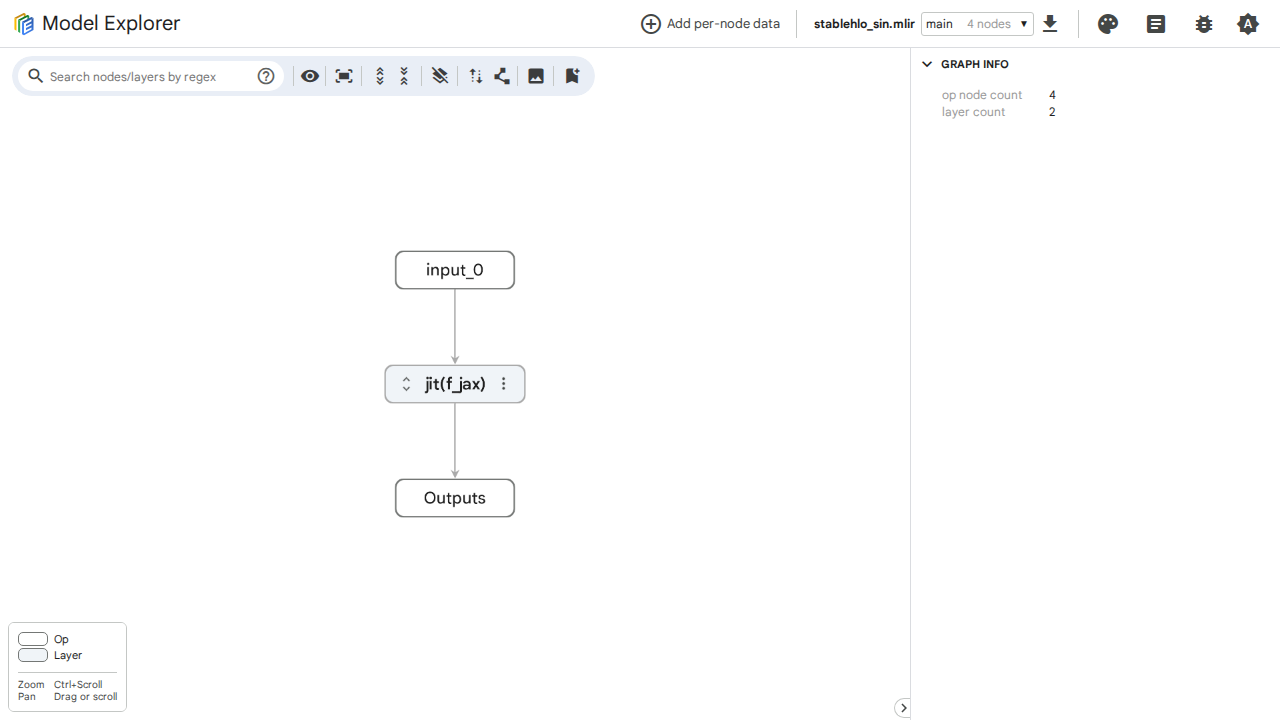 Model Explorer
Add per-node data
stablehlo_sin.mlir
main 4 nodes
A
Search nodes/layers by regex
GRAPH INFO
op node count 4
layer count 2
input_0
jit(f_jax)
Outputs
Op
Layer
Zoom Ctrl+Scroll
Pan Drag or scroll